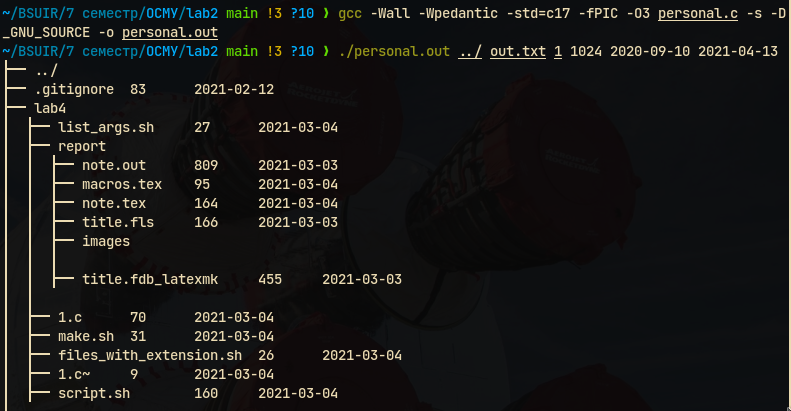 ~/BSUIR/7 семестр/ОСМУ/lab2 main !3 ?10 ❯ gcc -Wall -Wpedantic -std=c17 -fPIC -O3 personal.c -s -D
_GNU_SOURCE -o personal.out
~/BSUIR/7 семестр/ОСМУ/lab2 main !3 ?10 ❯ ./personal.out ../ out.txt 1 1024 2020-09-10 2021-04-13
├── ../
├── .gitignore  83      2021-02-12
├── lab4
│  ├── list_args.sh     27      2021-03-04
│  ├── report
│  │  ├── note.out      809     2021-03-03
│  │  ├── macros.tex    95      2021-03-04
│  │  ├── note.tex      164     2021-03-04
│  │  ├── title.fls     166     2021-03-03
│  │  ├── images
│  │  ├── title.fdb_latexmk     455     2021-03-03
│  ├── 1.c      70      2021-03-04
│  ├── make.sh  31      2021-03-04
│  ├── files_with_extension.sh  26      2021-03-04
│  ├── 1.c~     9       2021-03-04
│  ├── script.sh        160     2021-03-04